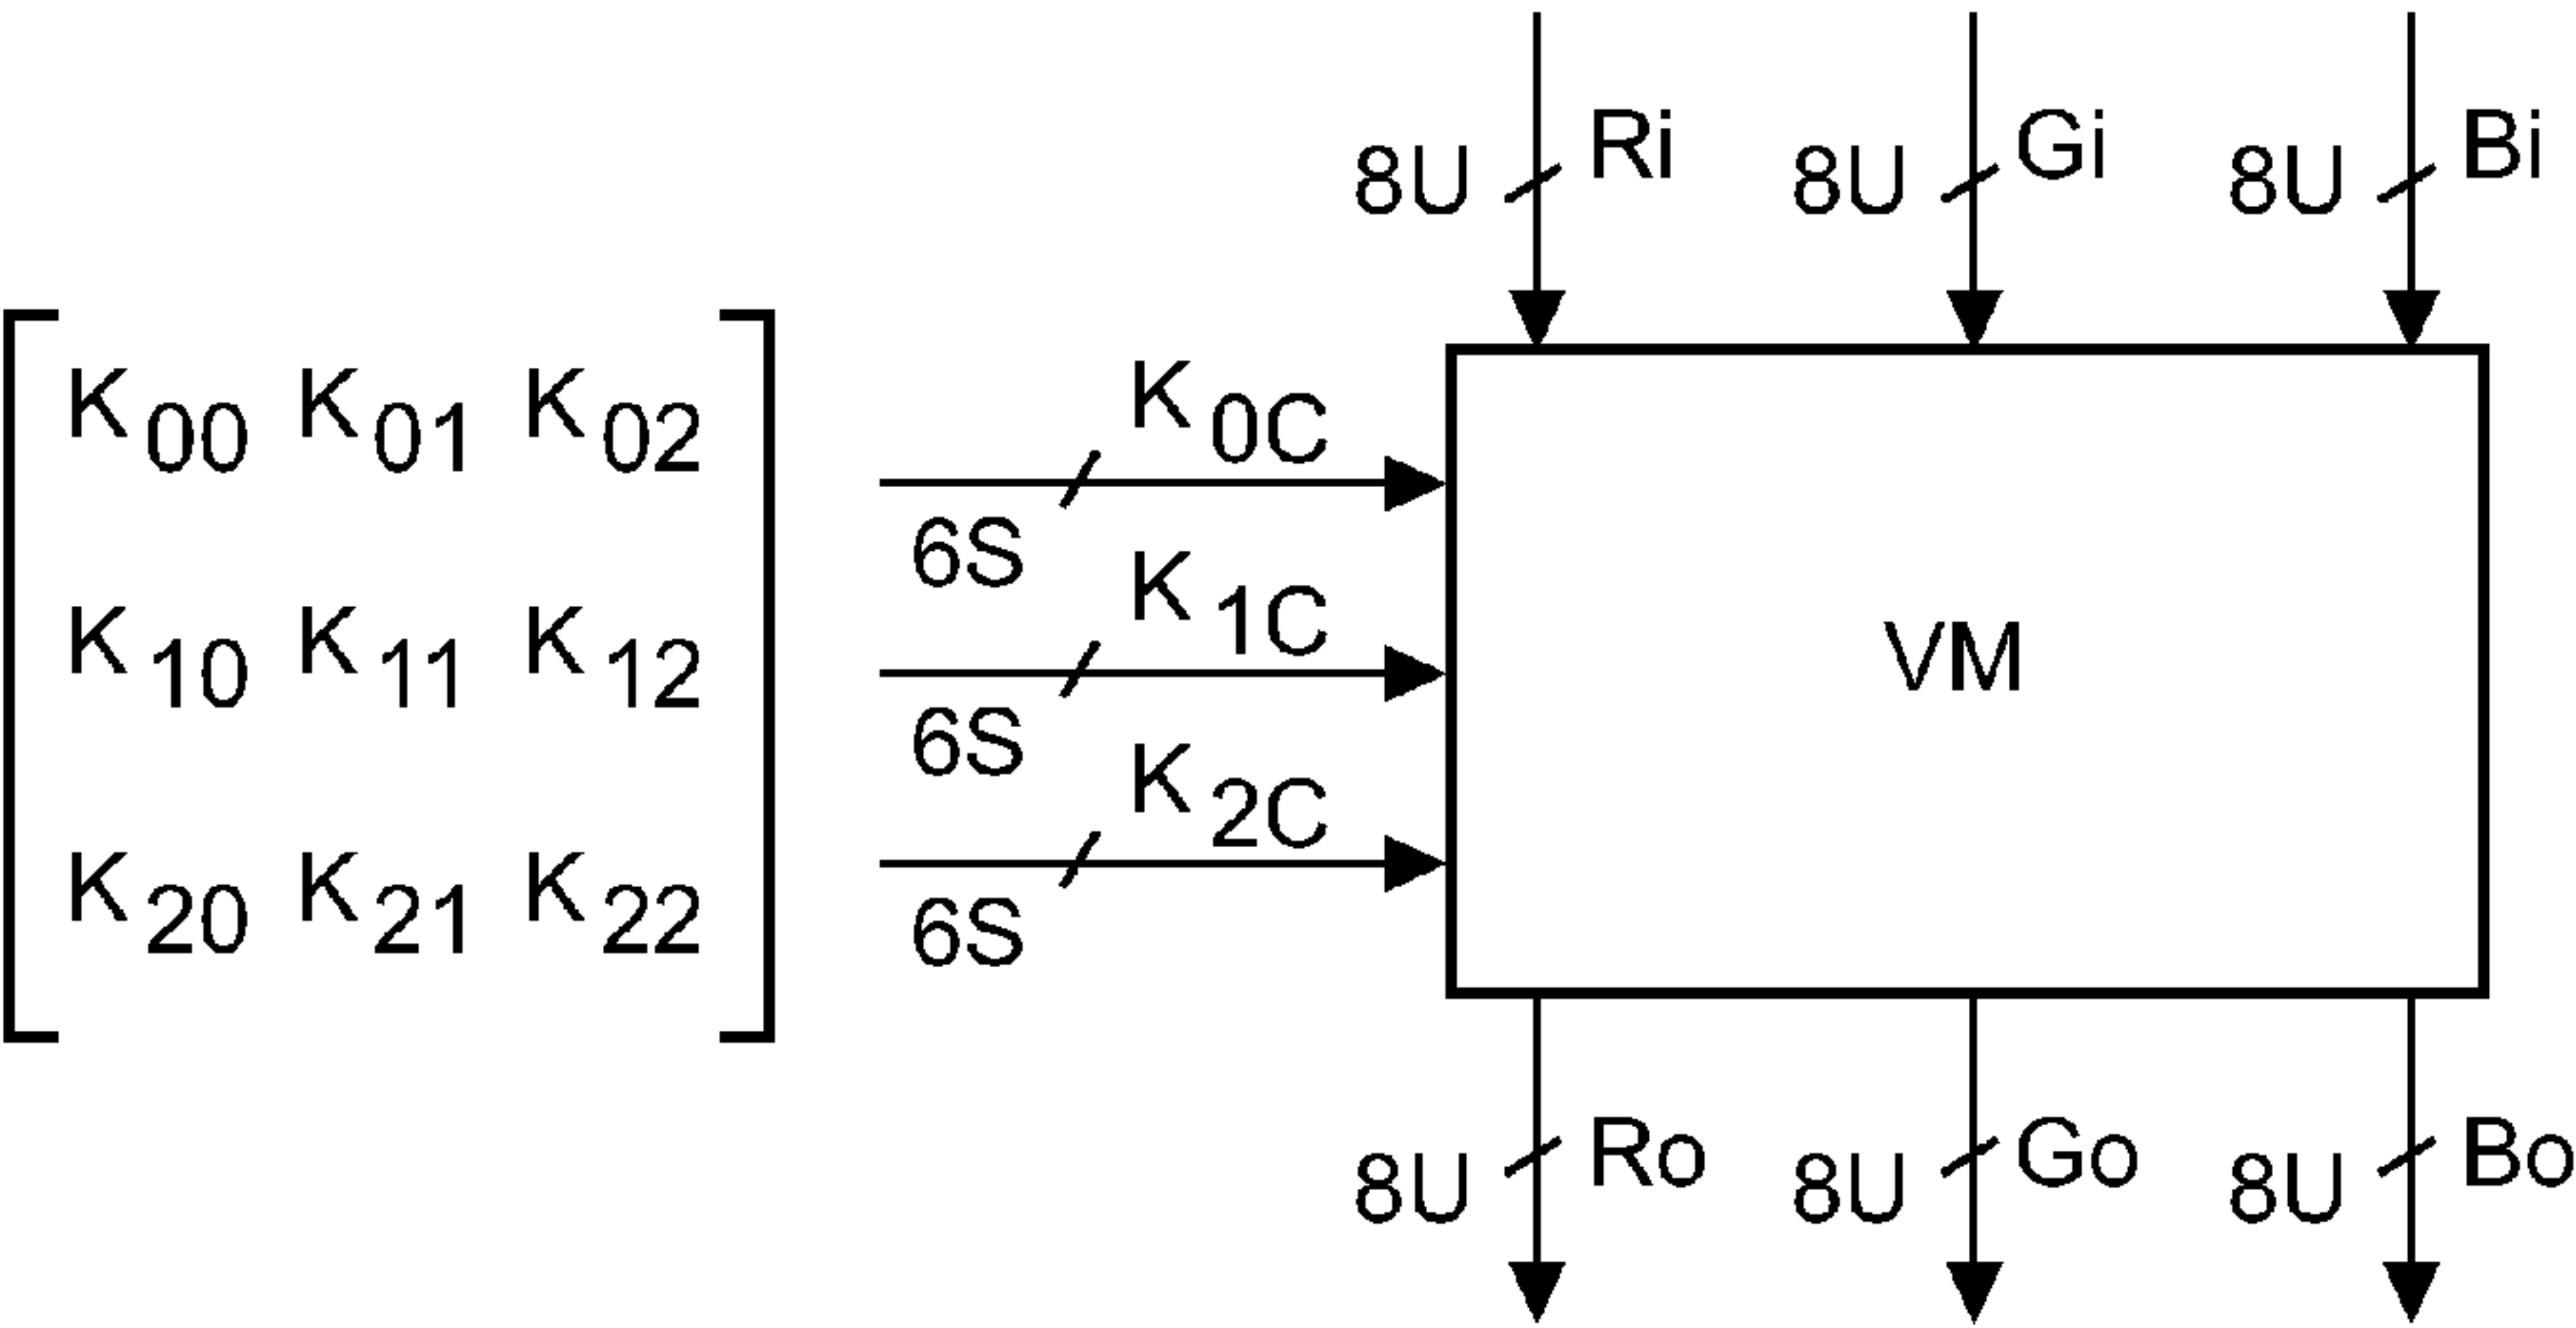 8U Ri 8U Gi 8U Bi
K00 K01 K02
K0C
6S
K10 K11 K12
K1C
VM
6S
K2C
K20 K21 K22
6S
8U Ro 8U Go 8U Bo